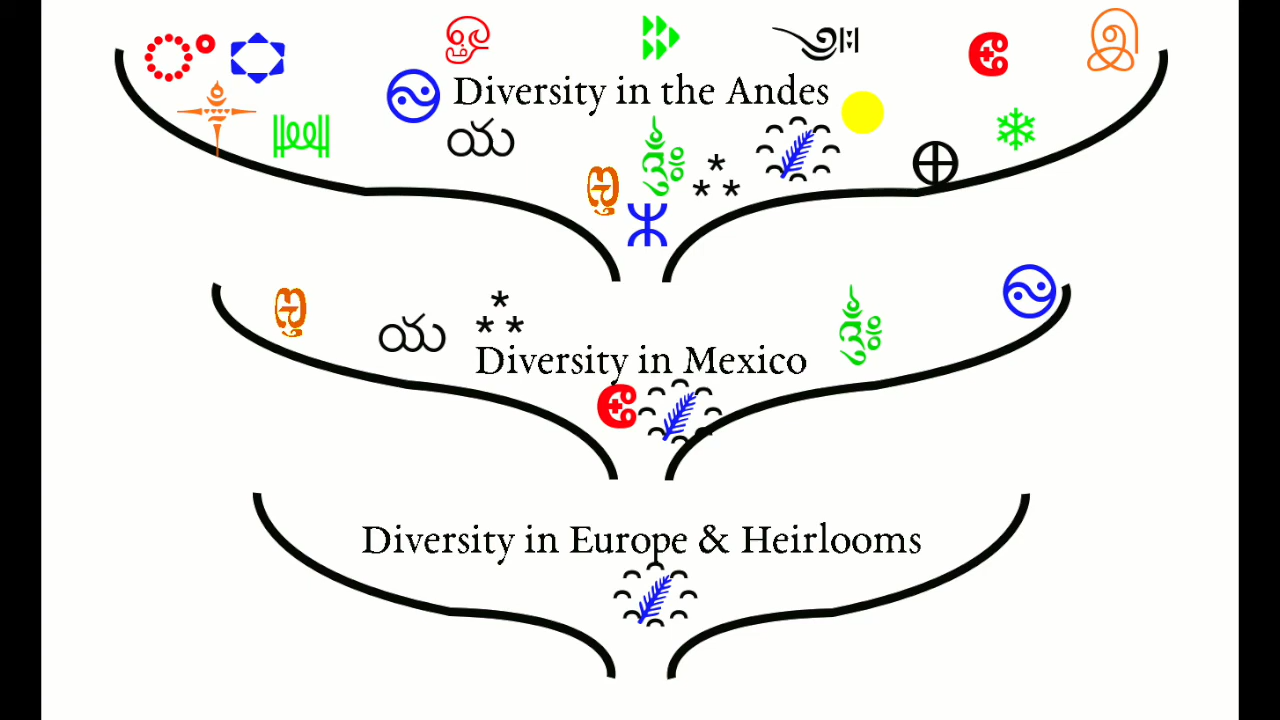 Diversity in the Andes
Diversity in Mexico
Diversity in Europe & Heirlooms